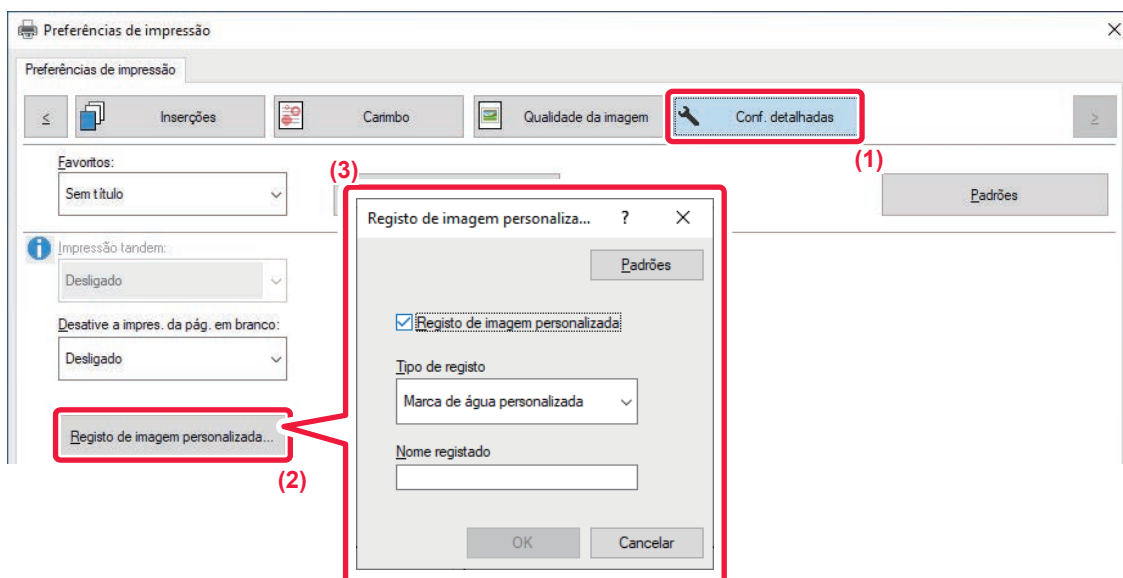 Preferências de impressão
Preferências de impressão
<
Inserções
Carimbo
Qualidade da imagem
Conf. detalhadas
>
(1)
Favoritos:
(3)
Sem título
Padrões
Registo de imagem personaliza... ?
Impressão tandem:
Padrões
Desligado
Desative a impres. da pág. em branco:
Registo de imagem personalizada
Desligado
Tipo de registo
Marca de água personalizada
Registo de imagem personalizada...
(2)
Nome registado
OK
Cancelar